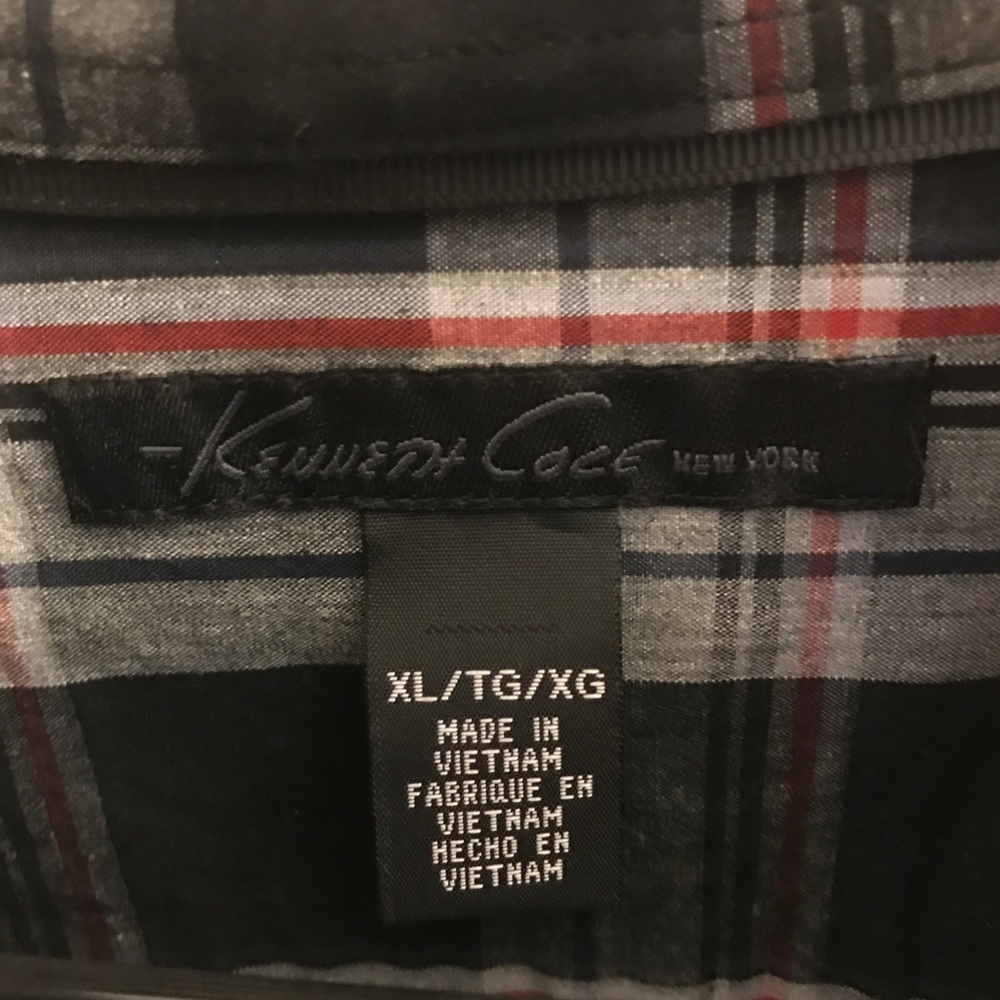 Kenneth Cole NEW YORK
XL/TG/XG
MADE IN
VIETNAM
FABRIQUE EN
VIETNAM
HECHO EN
VIETNAM